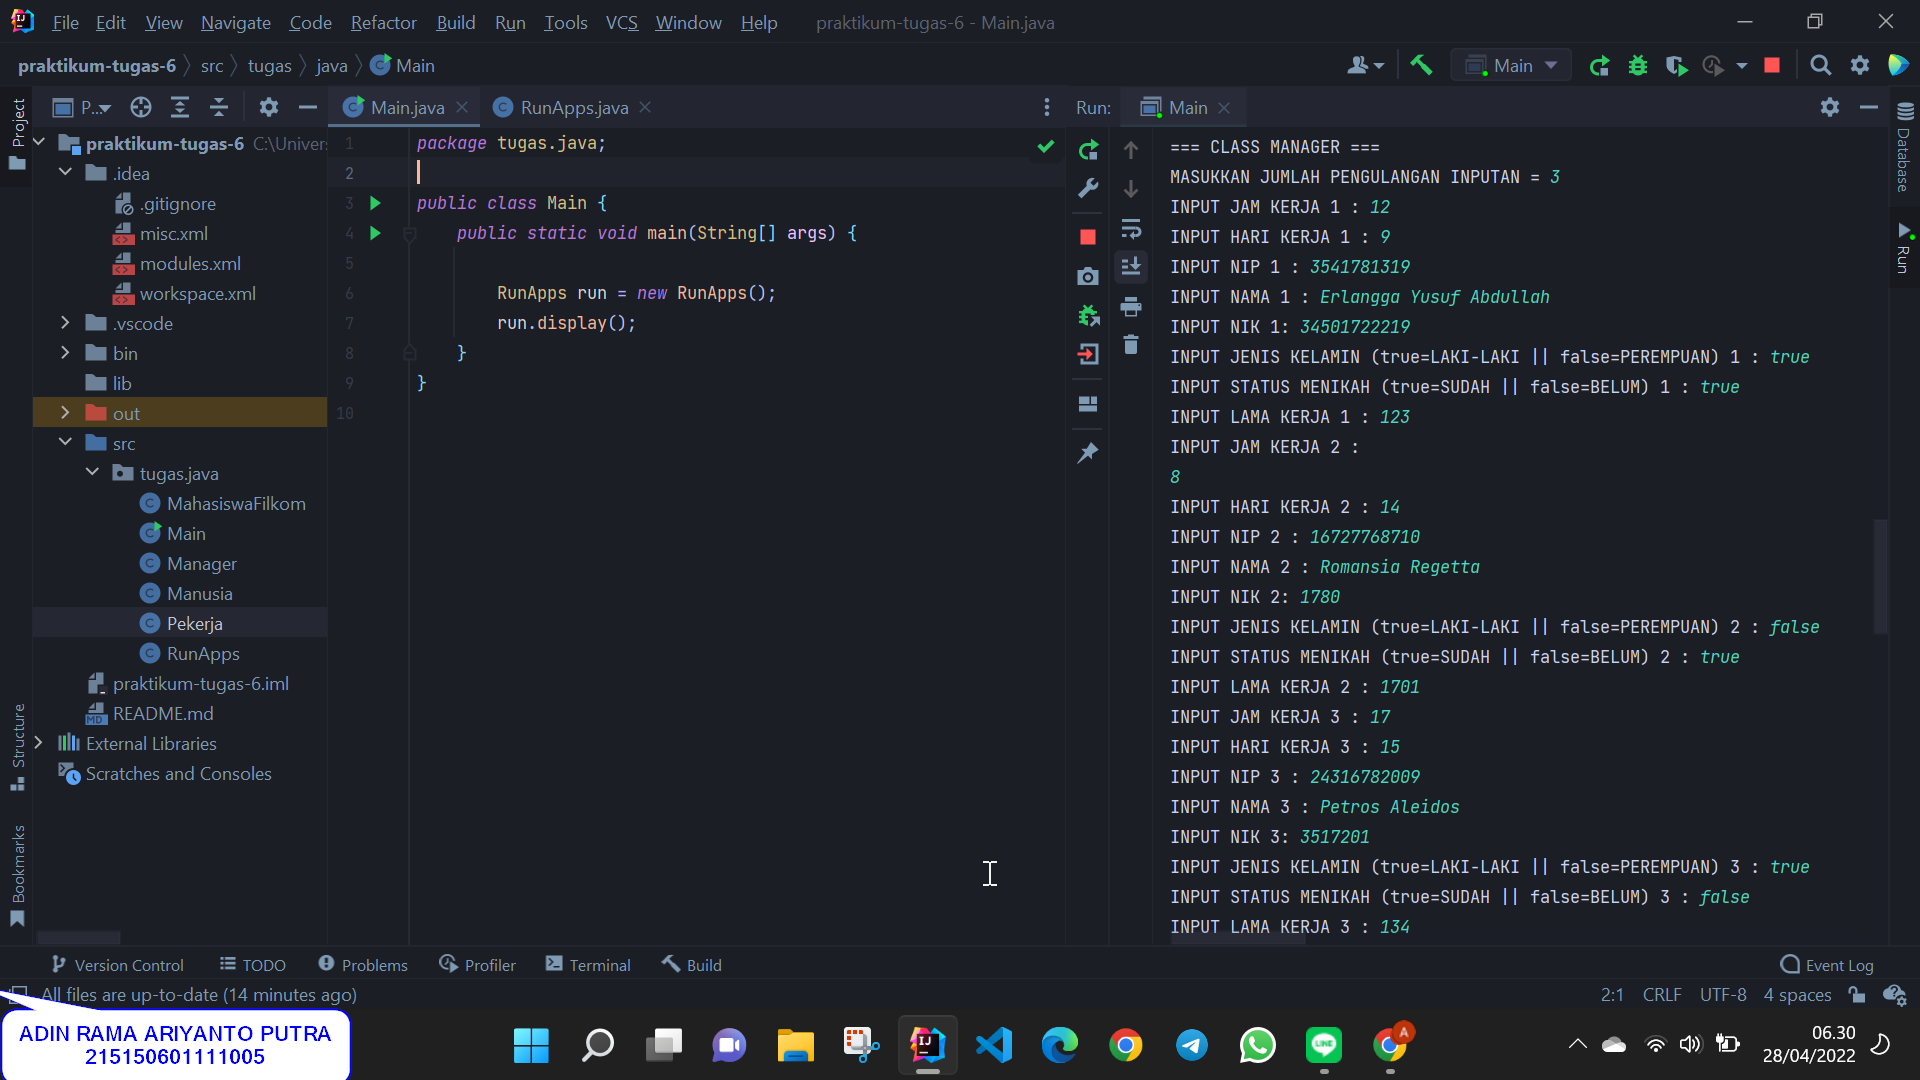 File Edit View Navigate Code Refactor Build Run Tools VCS Window Help praktikum-tugas-6 - Main.java
praktikum-tugas-6 src tugas java Main
Main
P...
Main.java
RunApps.java
Run: Main
Project
praktikum-tugas-6 C:\Univer
.idea
.gitignore
misc.xml
modules.xml
workspace.xml
.vscode
bin
lib
out
src
tugas.java
MahasiswaFilkom
Main
Manager
Manusia
Pekerja
RunApps
praktikum-tugas-6.iml
README.md
External Libraries
Scratches and Consoles
Structure
Bookmarks
1 package tugas.java;
2
3 public class Main {
4 public static void main(String[] args) {
5
6 RunApps run = new RunApps();
7 run.display();
8 }
9 }
10
=== CLASS MANAGER ===
MASUKKAN JUMLAH PENGULANGAN INPUTAN = 3
INPUT JAM KERJA 1 : 12
INPUT HARI KERJA 1 : 9
INPUT NIP 1 : 3541781319
INPUT NAMA 1 : Erlangga Yusuf Abdullah
INPUT NIK 1: 34501722219
INPUT JENIS KELAMIN (true=LAKI-LAKI || false=PEREMPUAN) 1 : true
INPUT STATUS MENIKAH (true=SUDAH || false=BELUM) 1 : true
INPUT LAMA KERJA 1 : 123
INPUT JAM KERJA 2 :
8
INPUT HARI KERJA 2 : 14
INPUT NIP 2 : 16727768710
INPUT NAMA 2 : Romansia Regetta
INPUT NIK 2: 1780
INPUT JENIS KELAMIN (true=LAKI-LAKI || false=PEREMPUAN) 2 : false
INPUT STATUS MENIKAH (true=SUDAH || false=BELUM) 2 : true
INPUT LAMA KERJA 2 : 1701
INPUT JAM KERJA 3 : 17
INPUT HARI KERJA 3 : 15
INPUT NIP 3 : 24316782009
INPUT NAMA 3 : Petros Aleidos
INPUT NIK 3: 3517201
INPUT JENIS KELAMIN (true=LAKI-LAKI || false=PEREMPUAN) 3 : true
INPUT STATUS MENIKAH (true=SUDAH || false=BELUM) 3 : false
INPUT LAMA KERJA 3 : 134
Database
Run
Version Control TODO Problems Profiler Terminal Build Event Log
All files are up-to-date (14 minutes ago) 2:1 CRLF UTF-8 4 spaces
ADIN RAMA ARIYANTO PUTRA
215150601111005
06.30
28/04/2022